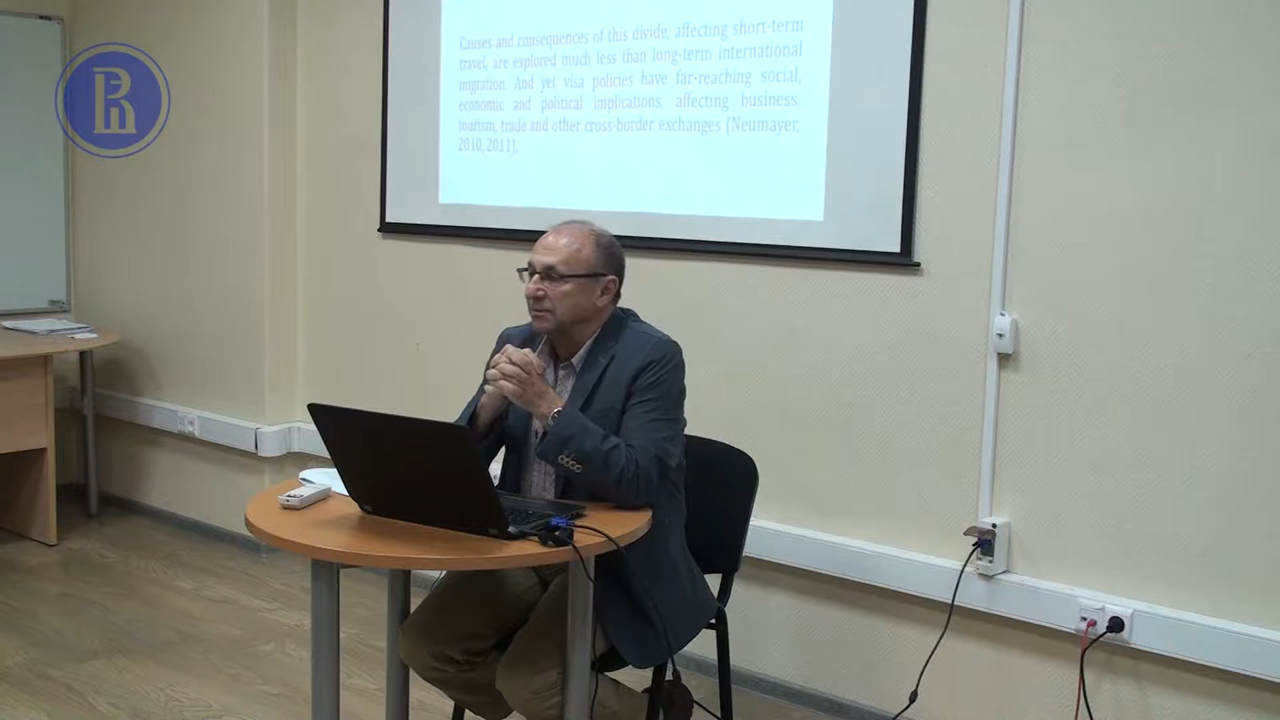 Causes and consequences of this divide, affecting short-term
travel, are explored much less than long-term international
migration. And yet visa policies have far-reaching social,
economic and political implications, affecting business,
tourism, trade and other cross-border exchanges (Neumayer,
2010, 2011).